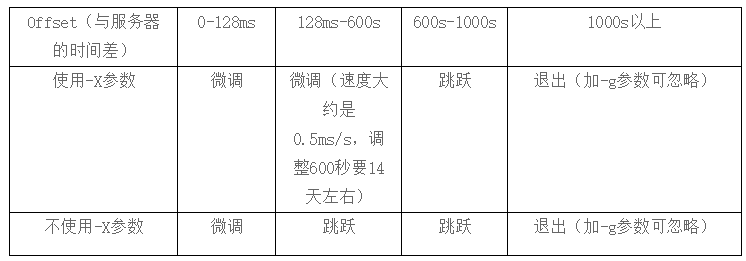 Offset（与服务器
的时间差）
0-128ms
128ms-600s
600s-1000s
1000s以上
使用-X参数
微调
微调（速度大
约是
0.5ms/s，调
整600秒要14
天左右）
跳跃
退出（加-g参数可忽略）
不使用-X参数
微调
跳跃
跳跃
退出（加-g参数可忽略）